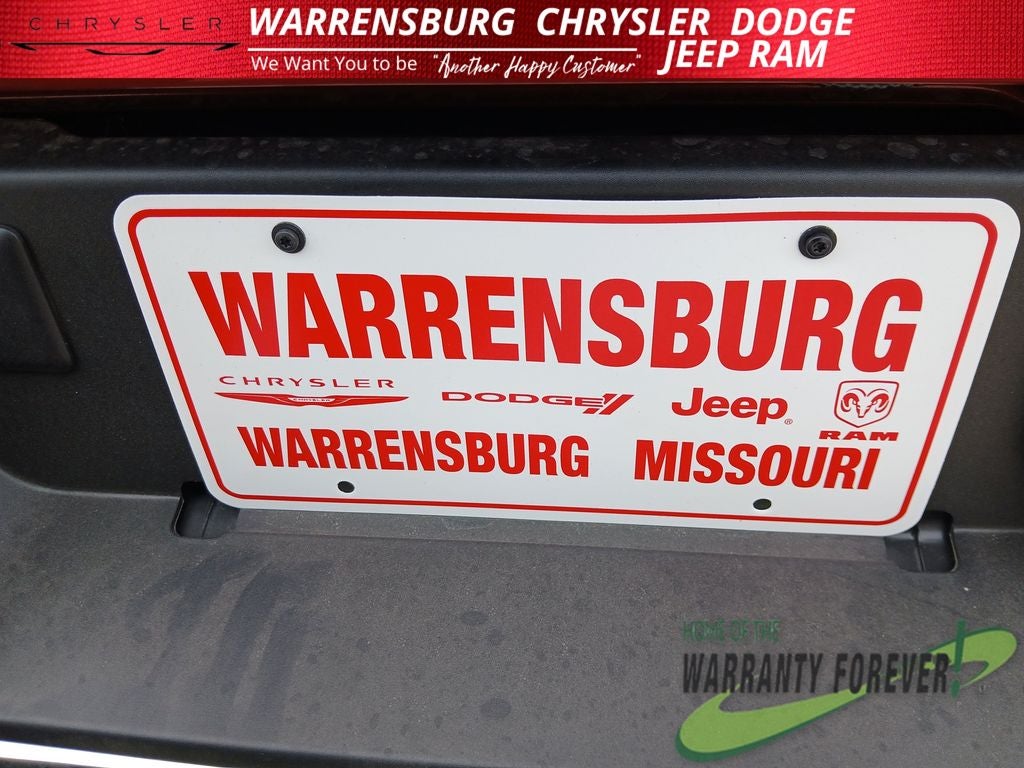 CHRYSLER
WARRENSBURG CHRYSLER DODGE
JEEP RAM
We Want You to be "Another Happy Customer"
WARRENSBURG
CHRYSLER DODGE Jeep RAM
CHRYSLER
WARRENSBURG MISSOURI
HOME OF THE
WARRANTY FOREVER!